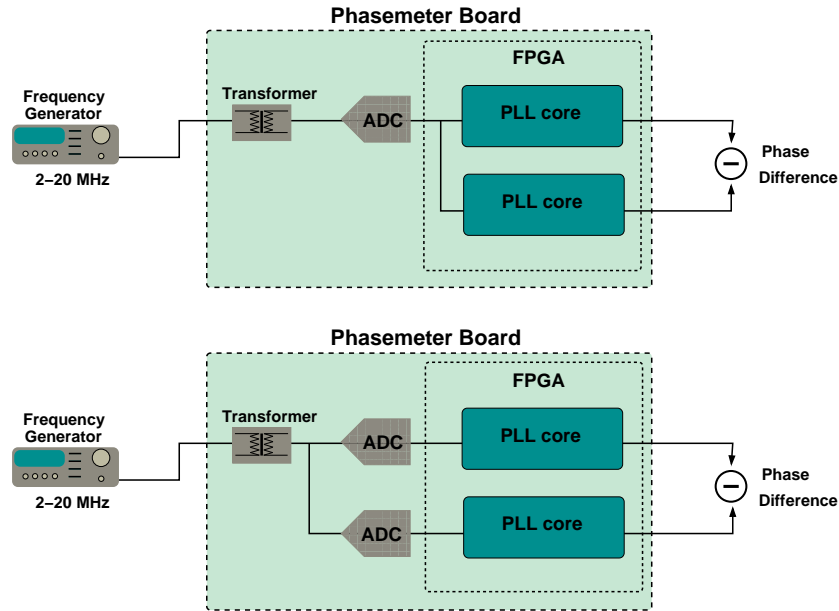 Phasemeter Board
FPGA
Transformer
Frequency
Generator
ADC
PLL core
Phase
Difference
2–20 MHz
PLL core
Phasemeter Board
FPGA
Transformer
Frequency
Generator
ADC
PLL core
Phase
Difference
2–20 MHz
ADC
PLL core